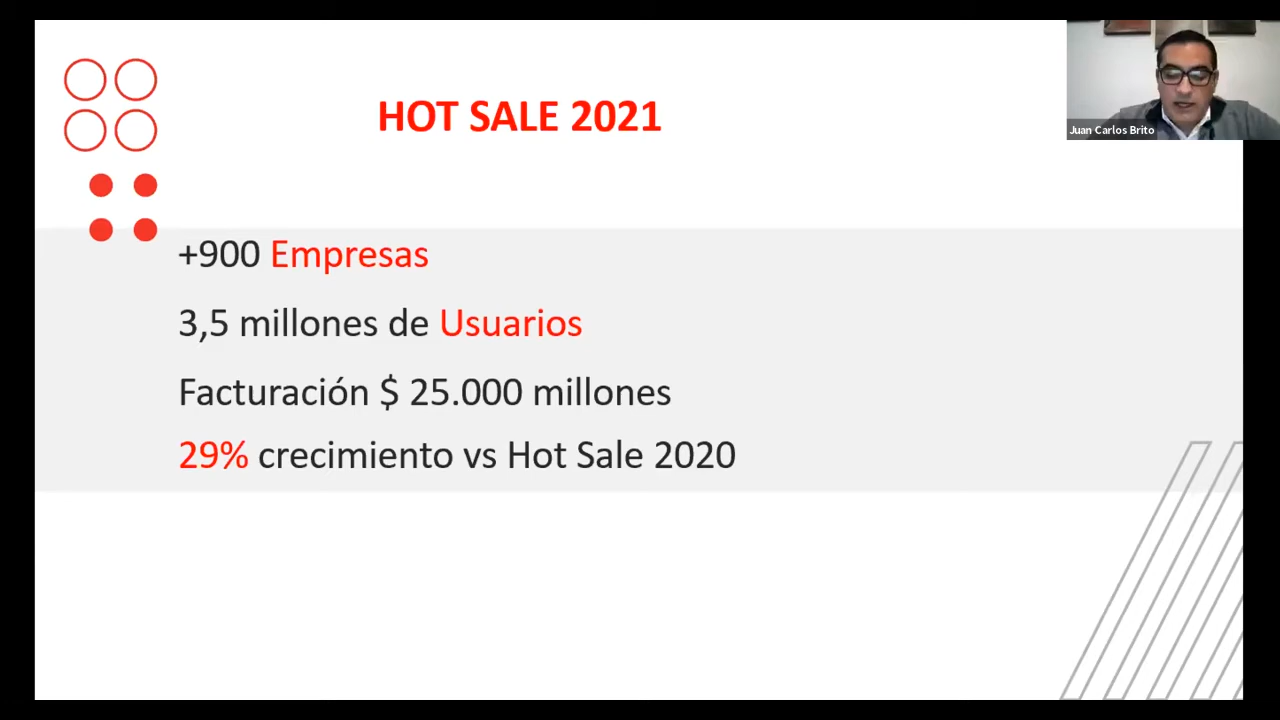 HOT SALE 2021
Juan Carlos Brito
+900 Empresas
3,5 millones de Usuarios
Facturación $ 25.000 millones
29% crecimiento vs Hot Sale 2020